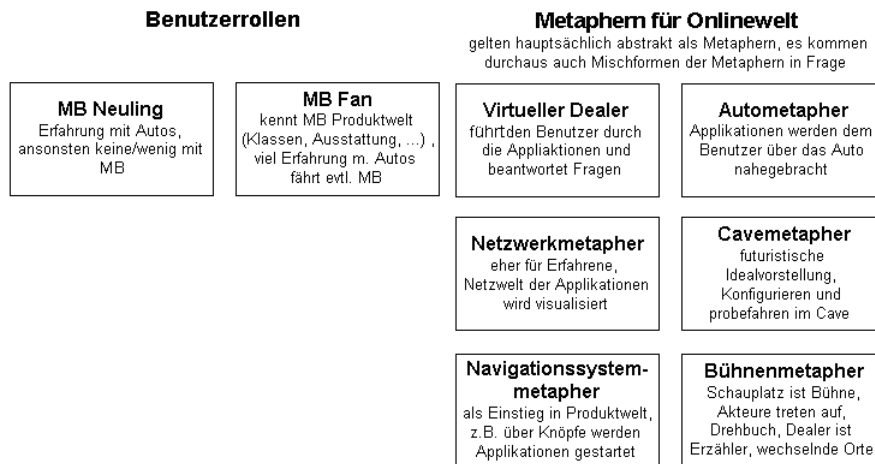 Benutzerrollen
MB Neuling
Erfahrung mit Autos,
ansonsten keine/wenig mit
MB
MB Fan
kennt MB Produktwelt
(Klassen, Ausstattung, ...) ,
viel Erfahrung m. Autos
fährt evtl. MB
Metaphern für Onlinewelt
gelten hauptsächlich abstrakt als Metaphern, es kommen
durchaus auch Mischformen der Metaphern in Frage
Virtueller Dealer
führtden Benutzer durch
die Appliaktionen und
beantwortet Fragen
Autometapher
Applikationen werden dem
Benutzer über das Auto
nahegebracht
Netzwerkmetapher
eher für Erfahrene,
Netzwelt der Applikationen
wird visualisiert
Cavemetapher
futuristische
Idealvorstellung,
Konfigurieren und
probefahren im Cave
Navigationssystem-
metapher
als Einstieg in Produktwelt,
z.B. über Knöpfe werden
Applikationen gestartet
Bühnenmetapher
Schauplatz ist Bühne,
Akteure treten auf,
Drehbuch, Dealer ist
Erzähler, wechselnde Orte